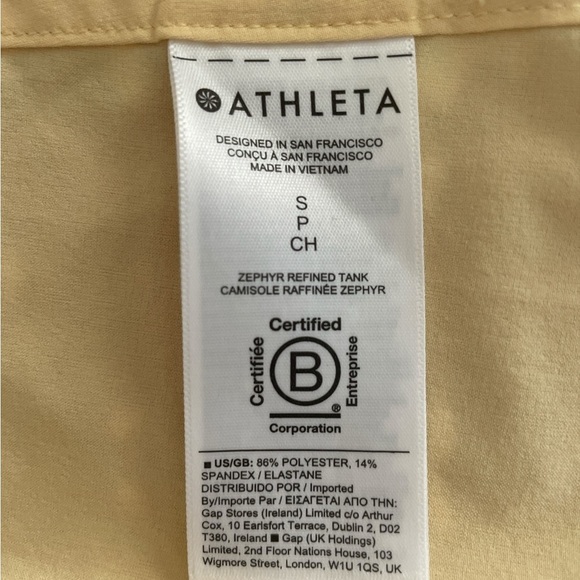 ATHLETA
DESIGNED IN SAN FRANCISCO
CONÇU À SAN FRANCISCO
MADE IN VIETNAM
S
P
CH
ZEPHYR REFINED TANK
CAMISOLE RAFFINÉE ZEPHYR
Certified
Certifiée
B
Entreprise
®
Corporation
■ US/GB: 86% POLYESTER, 14%
SPANDEX / ELASTANE
DISTRIBUIDO POR / Imported
By/Importe Par / ΕΙΣΑΓΕΤΑΙ ΑΠΟ ΤΗΝ:
Gap Stores (Ireland) Limited c/o Arthur
Cox, 10 Earlsfort Terrace, Dublin 2, D02
T380, Ireland ■ Gap (UK Holdings)
Limited, 2nd Floor Nations House, 103
Wigmore Street, London, W1U 1QS, UK